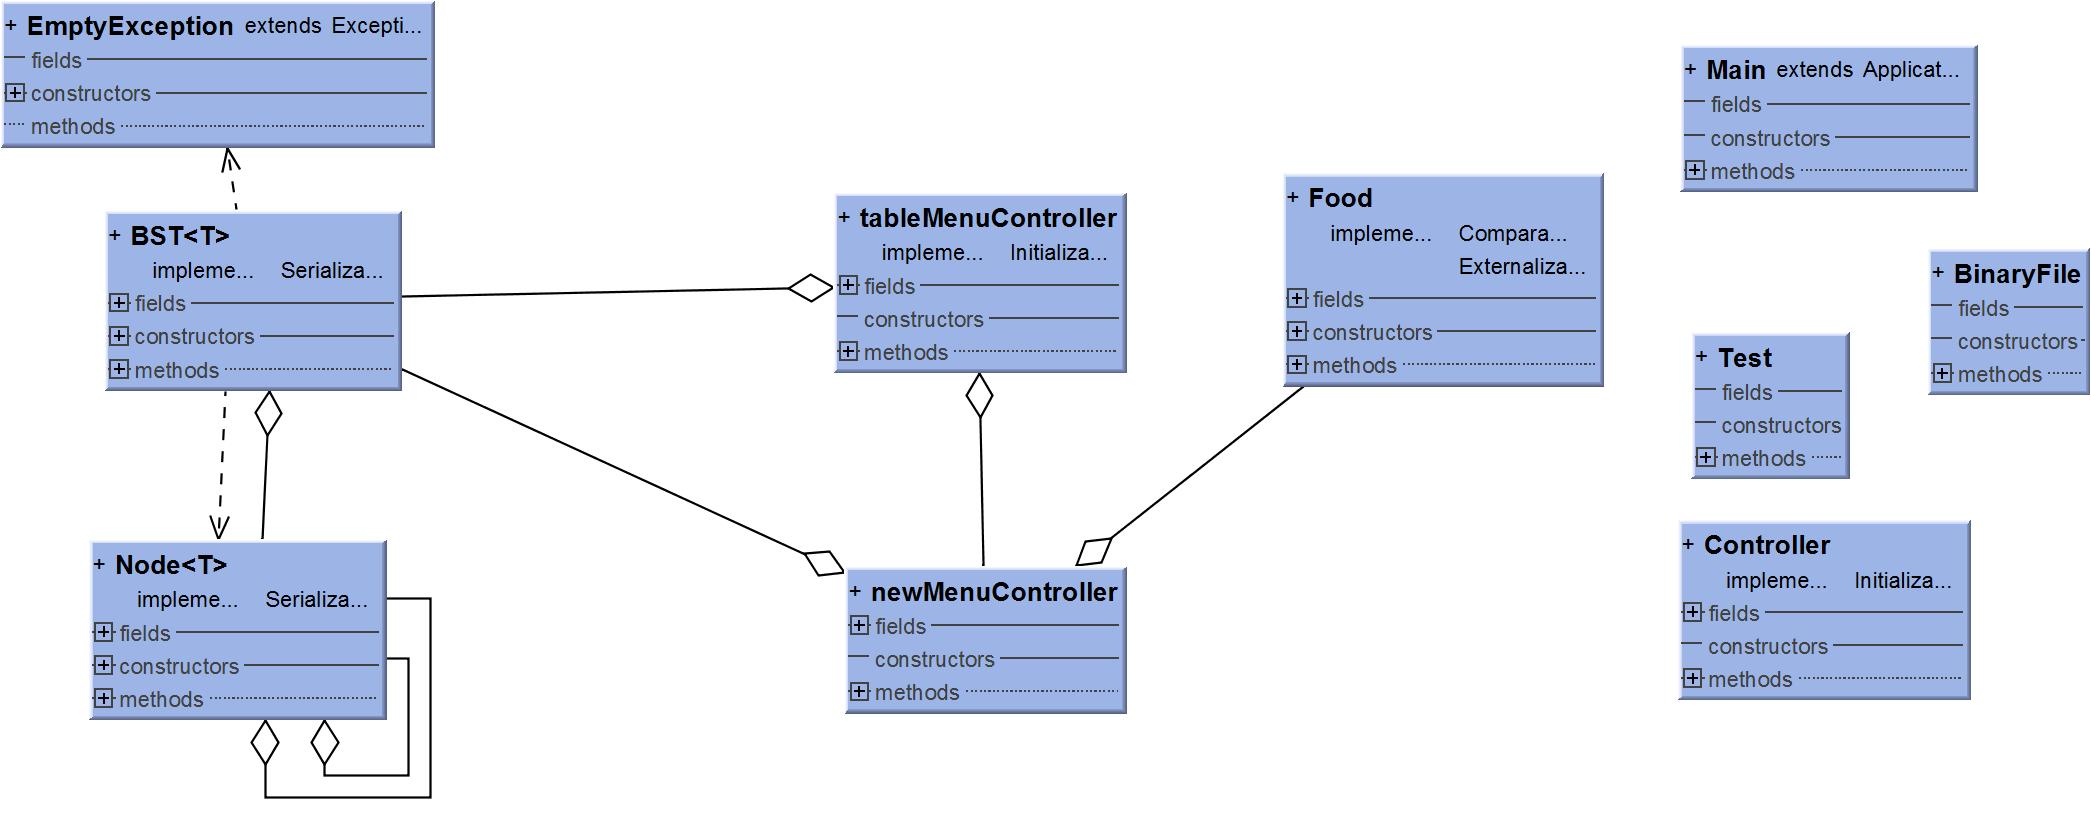 + EmptyException extends Excepti...
fields
+ constructors
methods
+ BST<T>
impleme... Serializa...
+ fields
+ constructors
+ methods
+ Node<T>
impleme... Serializa...
+ fields
+ constructors
+ methods
+ tableMenuController
impleme... Initializa...
+ fields
constructors
+ methods
+ newMenuController
+ fields
constructors
+ methods
+ Food
impleme... Compara...
Externaliza...
+ fields
+ constructors
+ methods
+ Main extends Applicat...
fields
constructors
+ methods
+ BinaryFile
fields
constructors
+ methods
+ Test
fields
constructors
+ methods
+ Controller
impleme... Initializa...
+ fields
constructors
+ methods